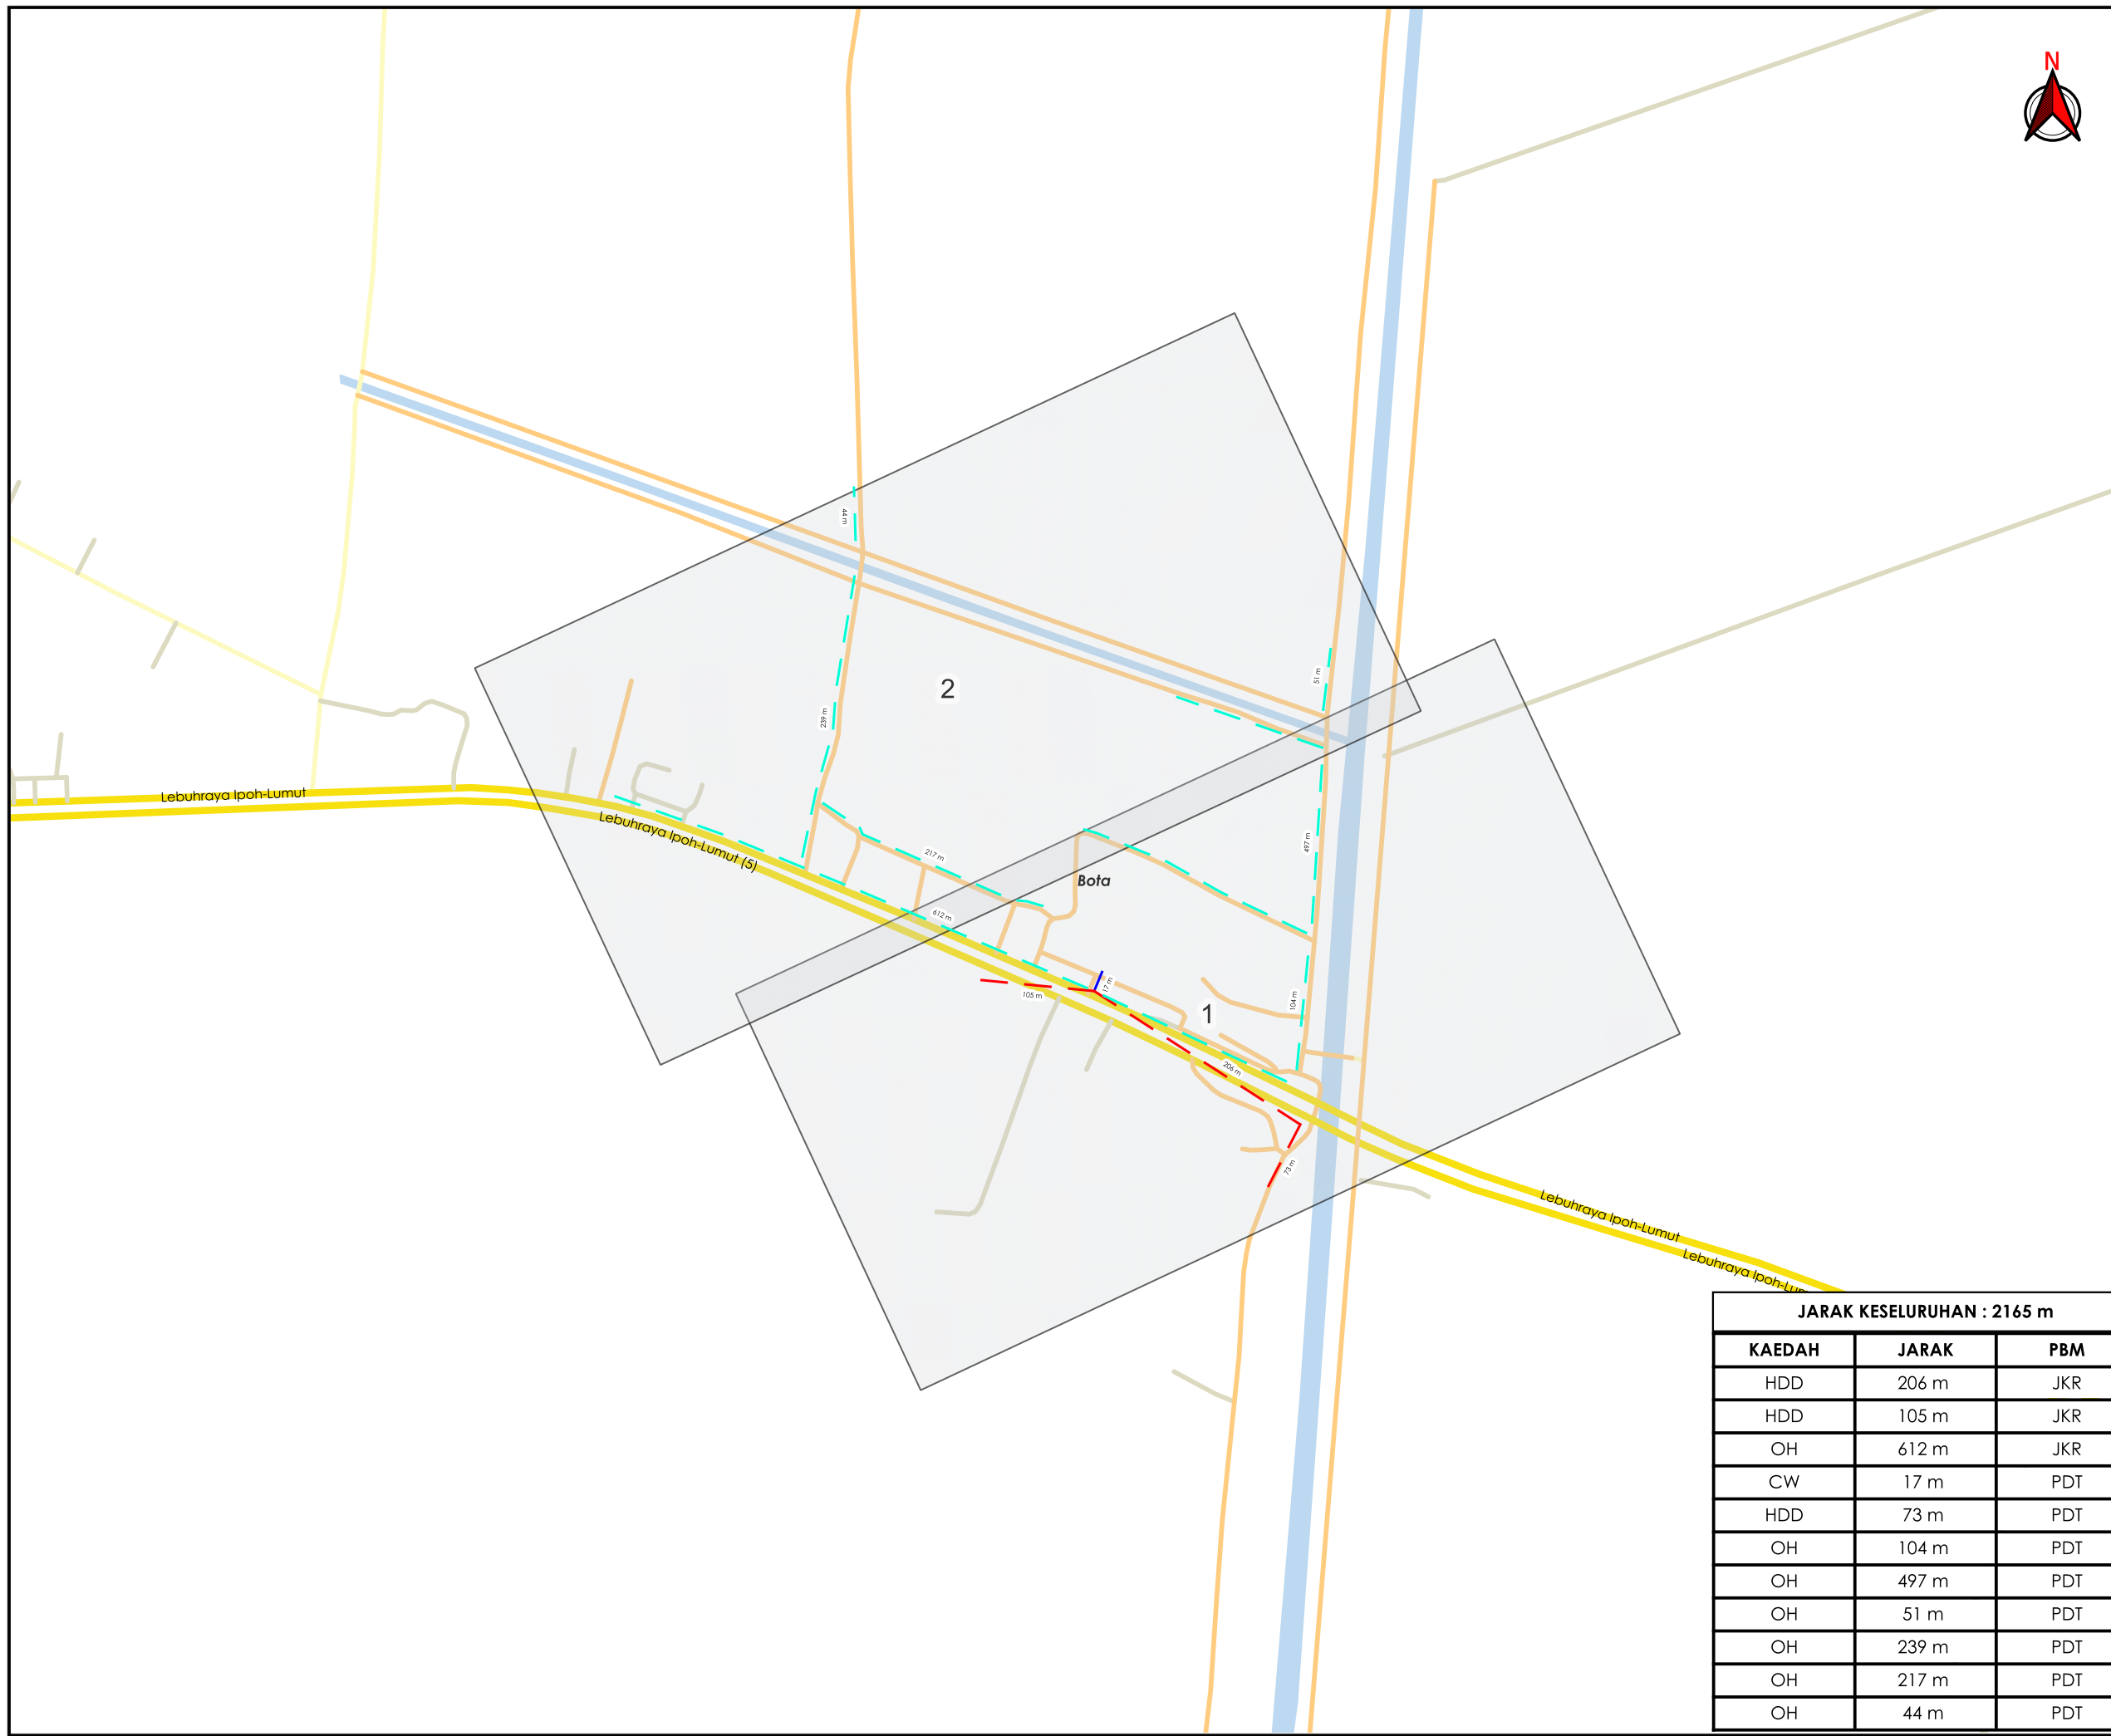 N
44 m
51 m
2
239 m
Lebuhraya Ipoh-Lumut
Lebuhraya Ipoh-Lumut (5)
497 m
217 m
Bota
612 m
17 m
105 m
104 m
1
206 m
73 m
Lebuhraya Ipoh-Lumut
Lebuhraya Ipoh-Lum
JARAK KESELURUHAN : 2165 m
KAEDAH JARAK PBM
HDD 206 m JKR
HDD 105 m JKR
OH 612 m JKR
CW 17 m PDT
HDD 73 m PDT
OH 104 m PDT
OH 497 m PDT
OH 51 m PDT
OH 239 m PDT
OH 217 m PDT
OH 44 m PDT